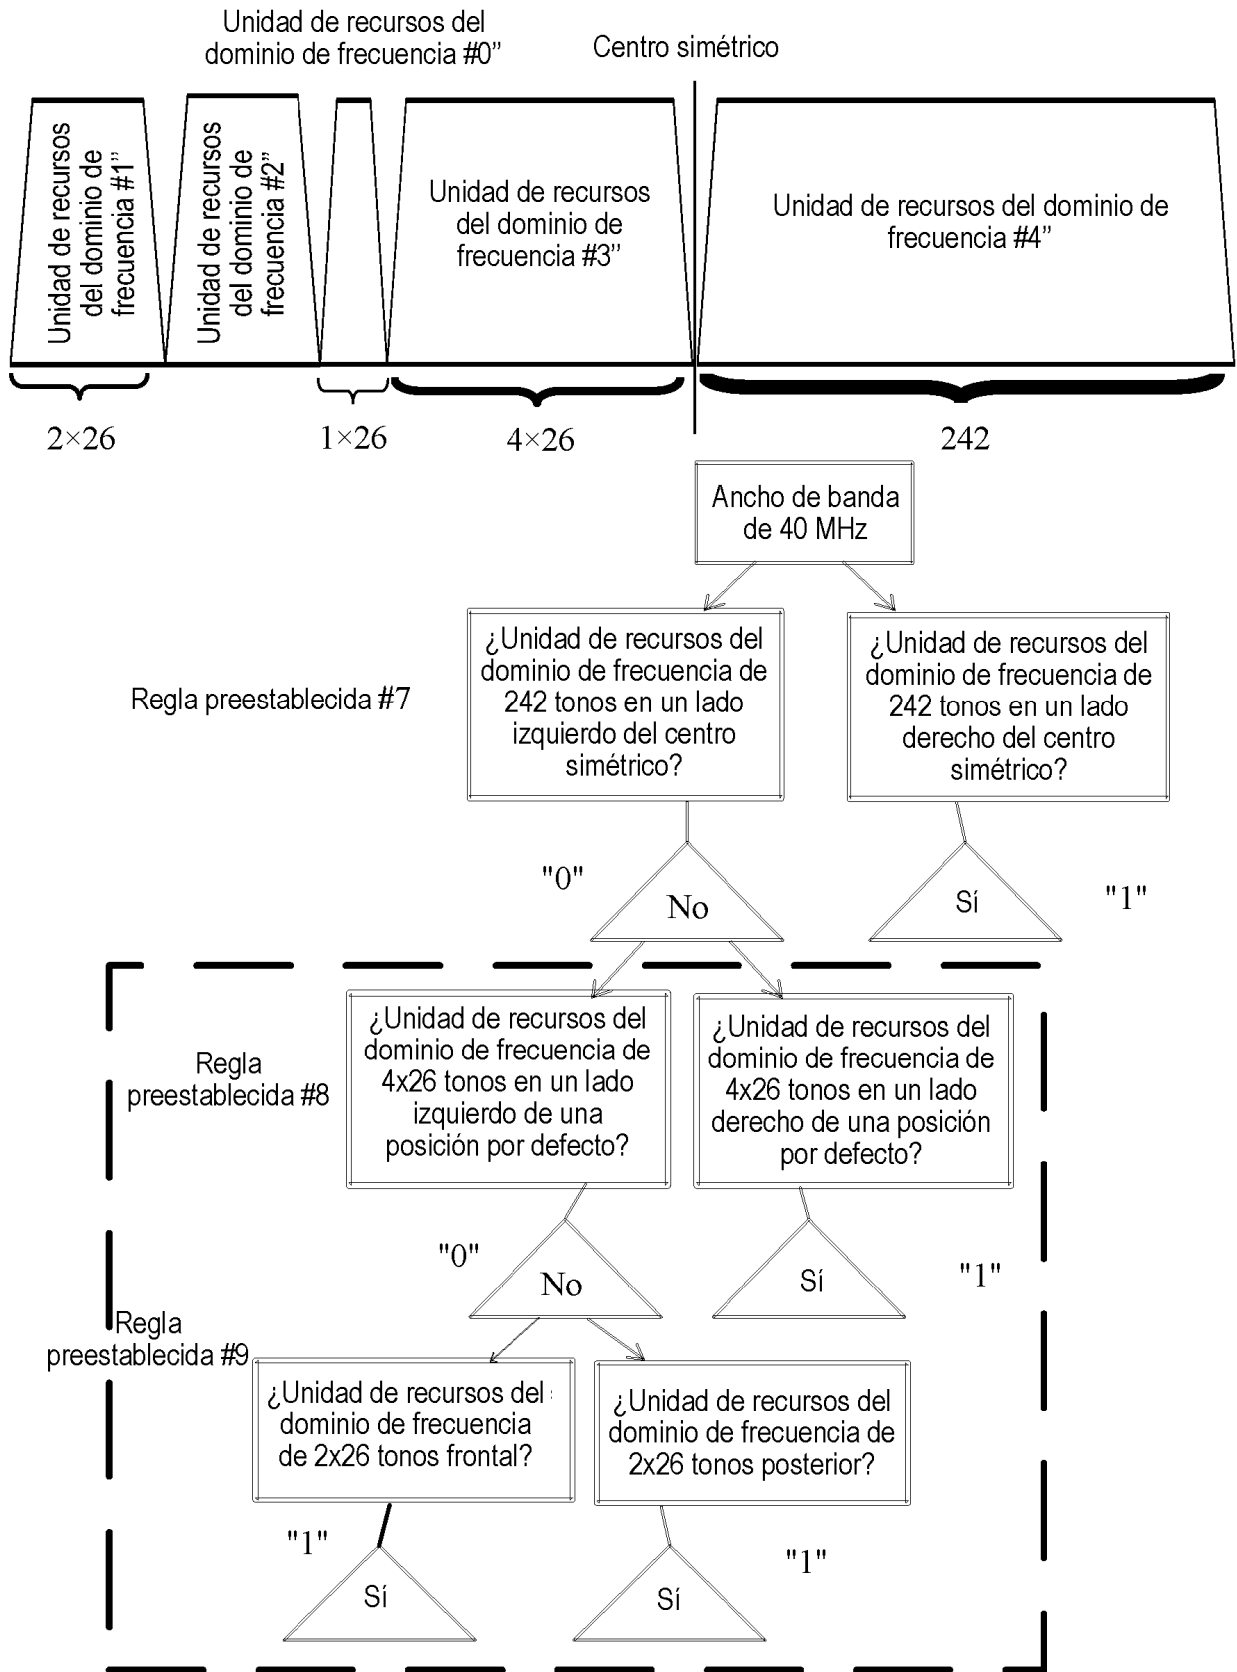 Unidad de recursos del
dominio de frecuencia #0”
Centro simétrico
Unidad de recursos
del dominio de
frecuencia #1”
Unidad de recursos
del dominio de
frecuencia #2”
Unidad de recursos
del dominio de
frecuencia #3”
Unidad de recursos del dominio de
frecuencia #4”
2×26
1×26
4×26
242
Ancho de banda
de 40 MHz
Regla preestablecida #7
¿Unidad de recursos del
dominio de frecuencia de
242 tonos en un lado
izquierdo del centro
simétrico?
¿Unidad de recursos del
dominio de frecuencia de
242 tonos en un lado
derecho del centro
simétrico?
"0"
No
Sí
"1"
Regla
preestablecida #8
¿Unidad de recursos del
dominio de frecuencia de
4x26 tonos en un lado
izquierdo de una
posición por defecto?
¿Unidad de recursos del
dominio de frecuencia de
4x26 tonos en un lado
derecho de una posición
por defecto?
"0"
No
Sí
"1"
Regla
preestablecida #9
¿Unidad de recursos del
dominio de frecuencia
de 2x26 tonos frontal?
¿Unidad de recursos del
dominio de frecuencia de
2x26 tonos posterior?
"1"
Sí
Sí
"1"